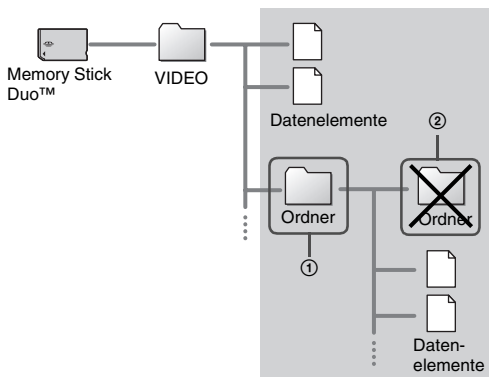 Memory Stick
Duo™
VIDEO
Datenelemente
②
Ordner
Ordner
①
Daten-
elemente